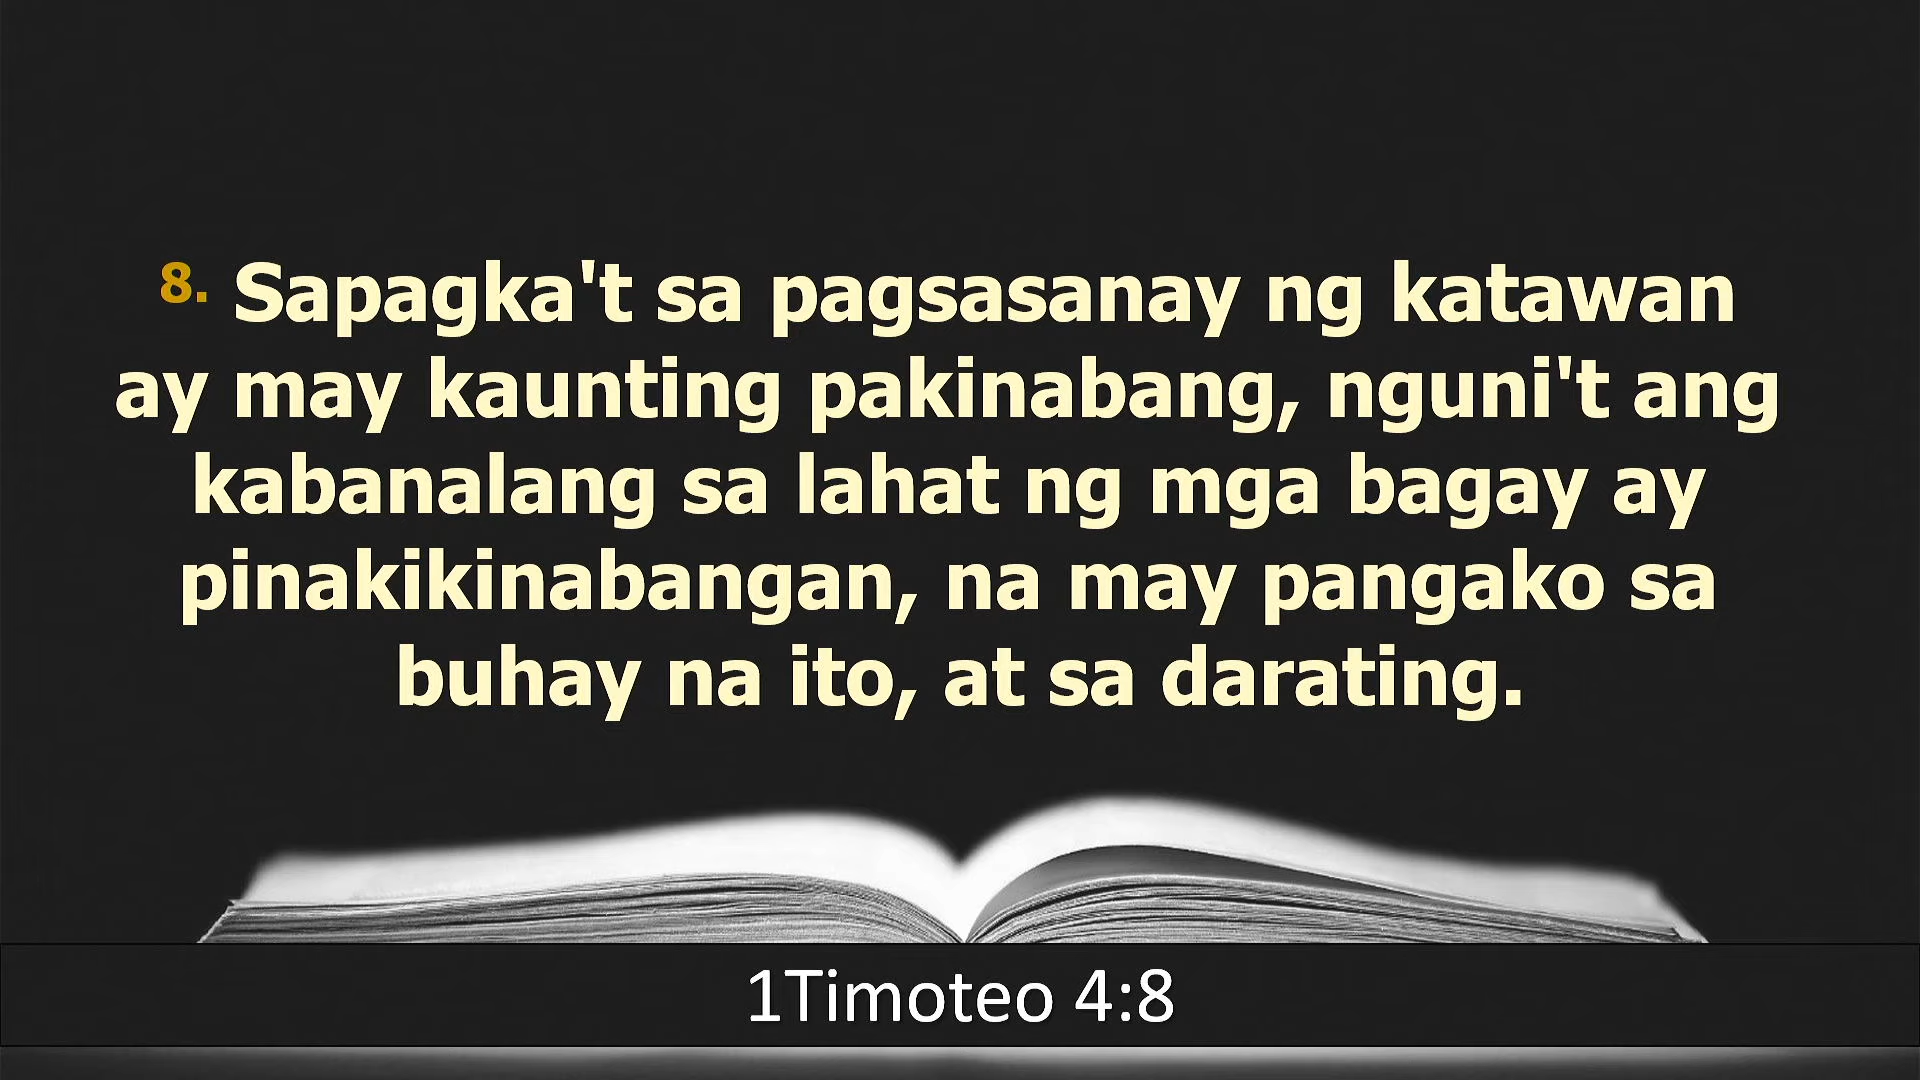 8. Sapagka't sa pagsasanay ng katawan
ay may kaunting pakinabang, nguni't ang
kabanalang sa lahat ng mga bagay ay
pinakikinabangan, na may pangako sa
buhay na ito, at sa darating.
1Timoteo 4:8